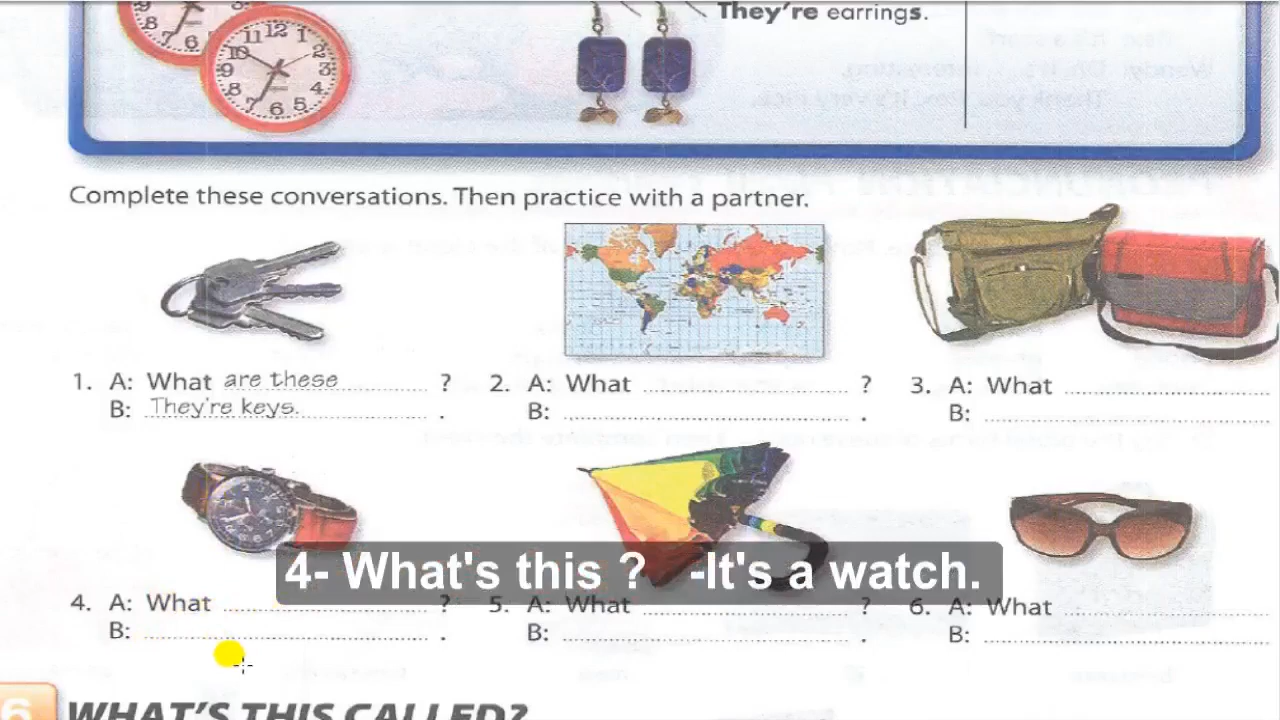 They're earrings.
Complete these conversations. Then practice with a partner.
1. A: What are these ?
B: They're keys. .
2. A: What ?
B: .
3. A: What
B:
4- What's this ? -It's a watch.
4. A: What ?
B: .
5. A: What ?
B: .
6. A: What
B:
6 WHAT'S THIS CALLED?